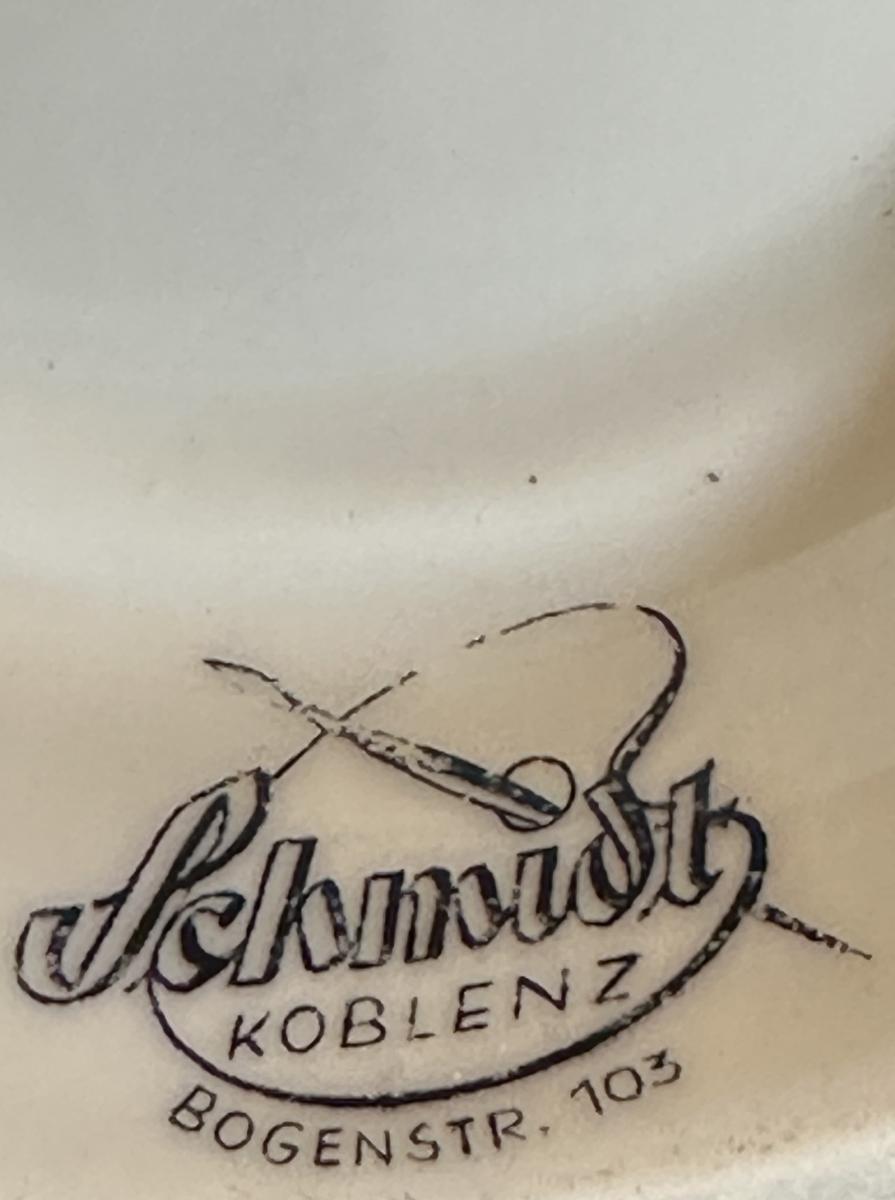 Schmidt
KOBLENZ
BOGENSTR. 103